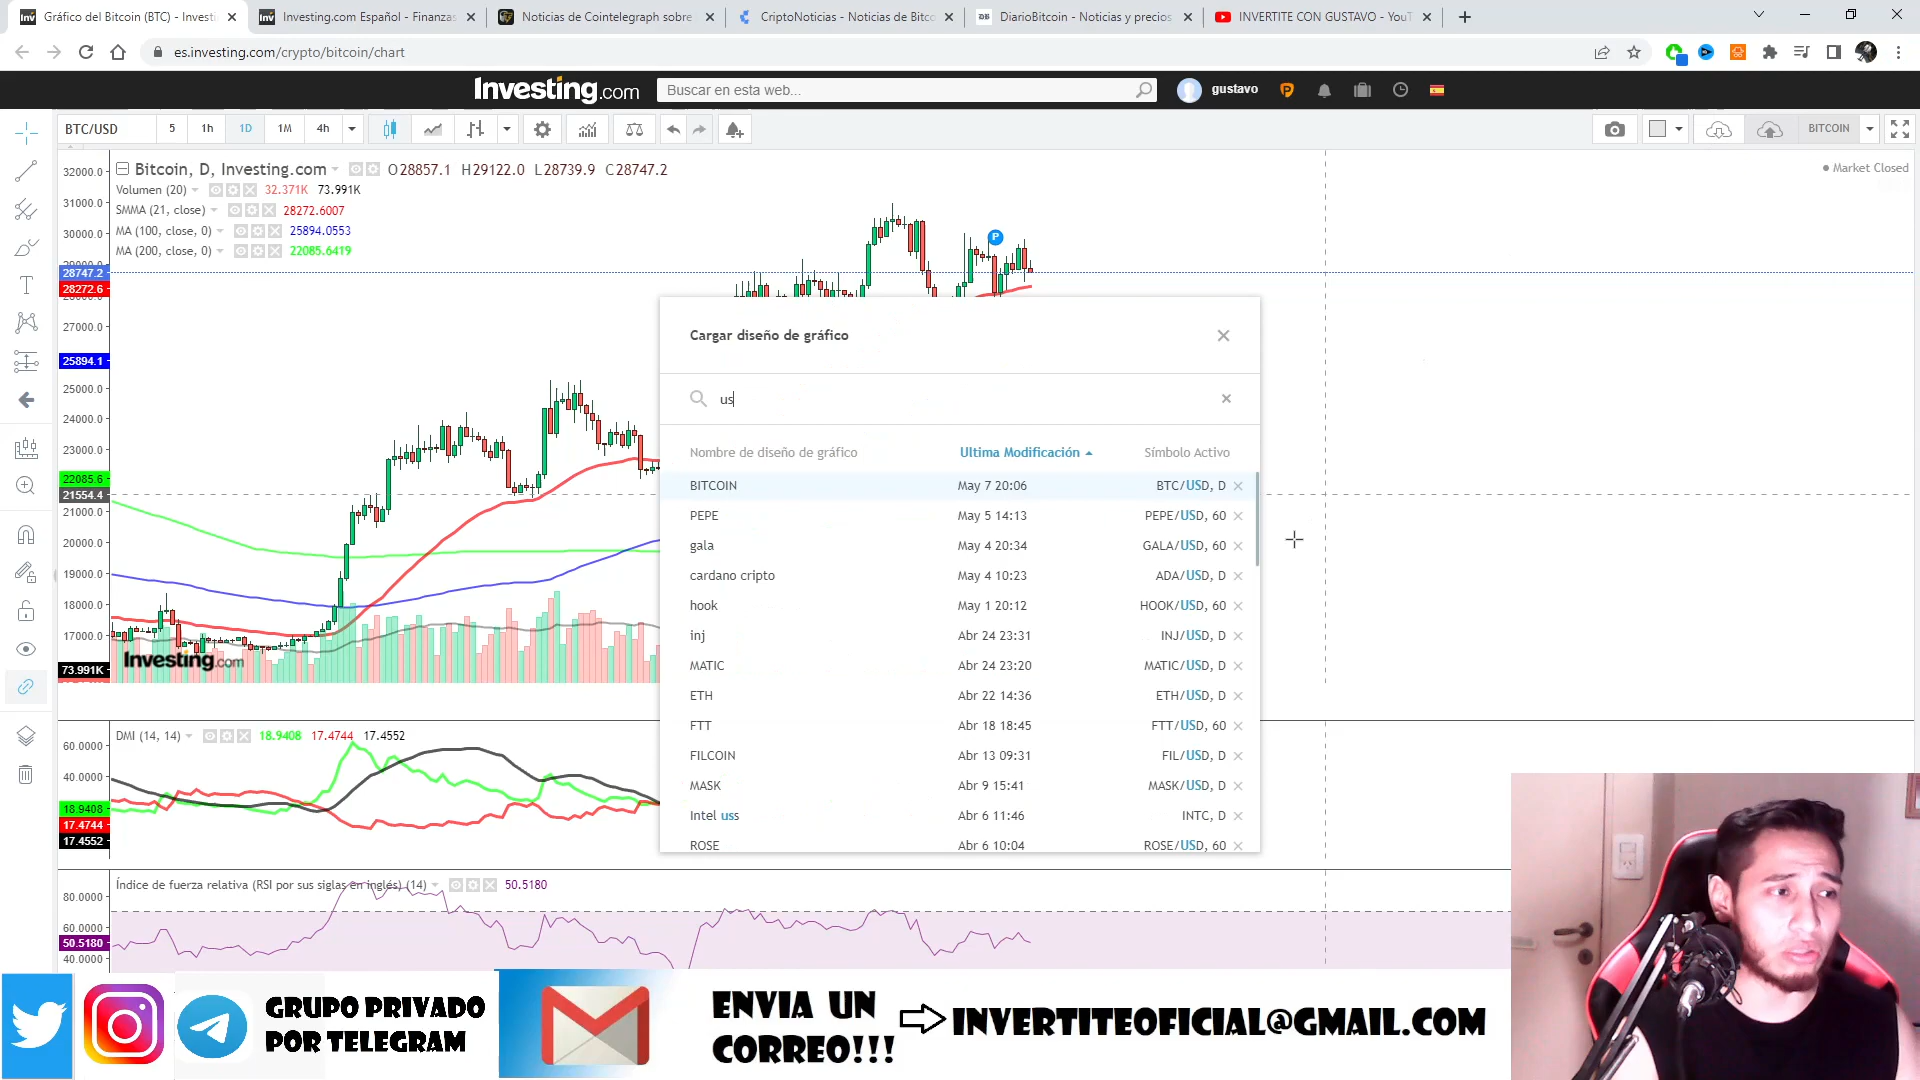 Gráfico del Bitcoin (BTC) - Investi
Investing.com Español - Finanzas
Noticias de Cointelegraph sobre
CriptoNoticias - Noticias de Bitco
DiarioBitcoin - Noticias y precios
INVERTITE CON GUSTAVO - YouT
es.investing.com/crypto/bitcoin/chart
Investing.com
Buscar en esta web...
gustavo
BTC/USD 5 1h 1D 1M 4h
BITCOIN
Bitcoin, D, Investing.com O28857.1 H29122.0 L28739.9 C28747.2
Market Closed
Volumen (20) 32.371K 73.991K
SMMA (21, close) 28272.6007
MA (100, close, 0) 25894.0553
MA (200, close, 0) 22085.6419
P
32000.0
31000.0
30000.0
28747.2
28272.6
27000.0
25894.1
25000.0
24000.0
23000.0
22085.6
21554.4
21000.0
20000.0
19000.0
18000.0
17000.0
73.991K
Investing.com
Cargar diseño de gráfico
us
Nombre de diseño de gráfico Ultima Modificación Símbolo Activo
BITCOIN May 7 20:06 BTC/USD, D
PEPE May 5 14:13 PEPE/USD, 60
gala May 4 20:34 GALA/USD, 60
cardano cripto May 4 10:23 ADA/USD, D
hook May 1 20:12 HOOK/USD, 60
inj Abr 24 23:31 INJ/USD, D
MATIC Abr 24 23:20 MATIC/USD, D
ETH Abr 22 14:36 ETH/USD, D
FTT Abr 18 18:45 FTT/USD, 60
FILCOIN Abr 13 09:31 FIL/USD, D
MASK Abr 9 15:41 MASK/USD, D
Intel uss Abr 6 11:46 INTC, D
ROSE Abr 6 10:04 ROSE/USD, 60
DMI (14, 14) 18.9408 17.4744 17.4552
60.0000
40.0000
18.9408
17.4744
17.4552
Índice de fuerza relativa (RSI por sus siglas en inglés) (14) 50.5180
80.0000
60.0000
50.5180
40.0000
GRUPO PRIVADO
POR TELEGRAM
ENVIA UN
CORREO!!!
INVERTITEOFICIAL@GMAIL.COM